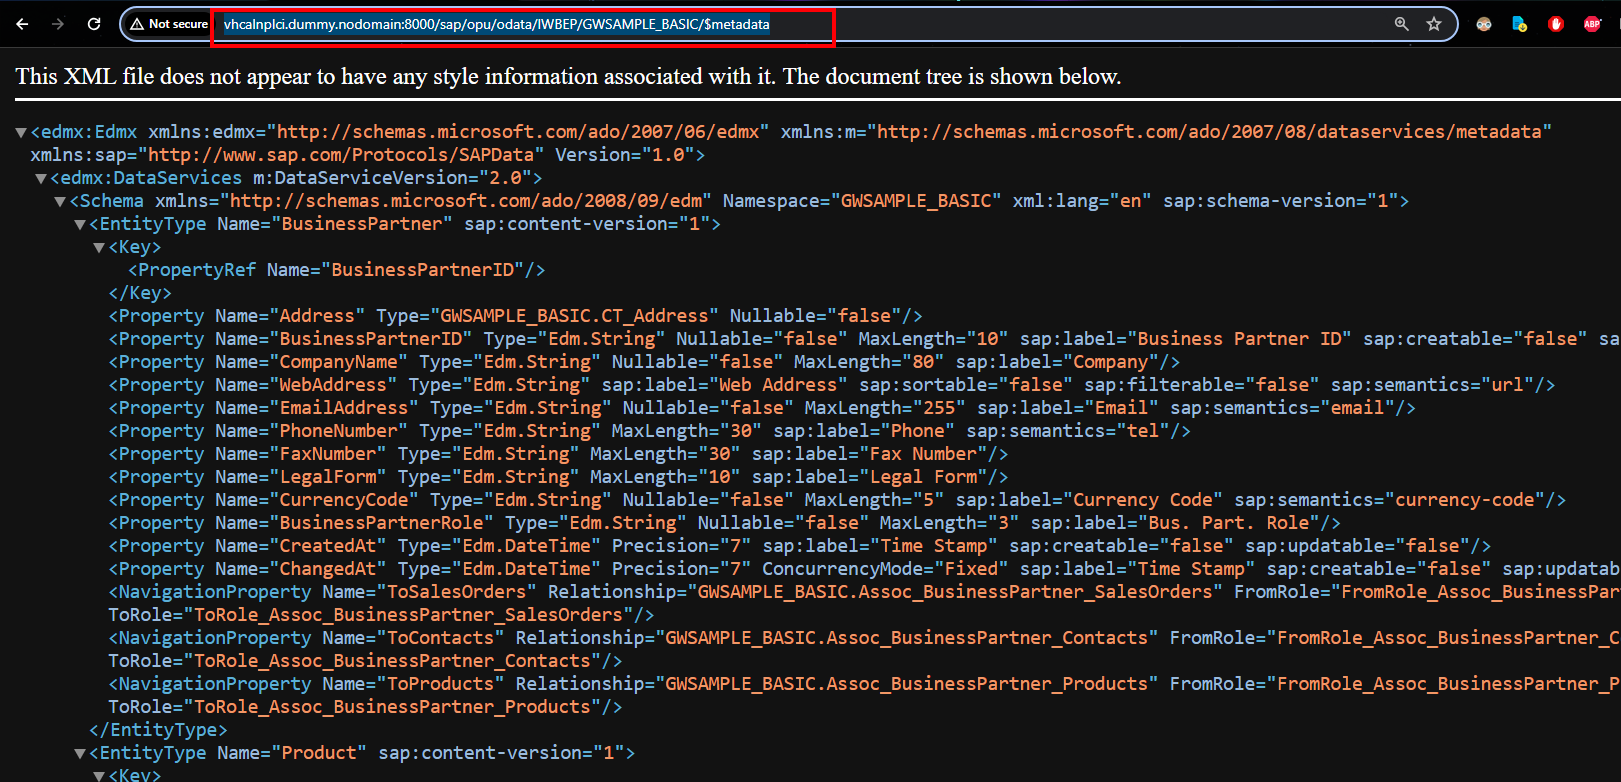 Not secure vhcalnplci.dummy.nodomain:8000/sap/opu/odata/IWBEP/GWSAMPLE_BASIC/$metadata ABP
This XML file does not appear to have any style information associated with it. The document tree is shown below.
▼<edmx:Edmx xmlns:edmx="http://schemas.microsoft.com/ado/2007/06/edmx" xmlns:m="http://schemas.microsoft.com/ado/2007/08/dataservices/metadata"
xmlns:sap="http://www.sap.com/Protocols/SAPData" Version="1.0">
▼<edmx:DataServices m:DataServiceVersion="2.0">
▼<Schema xmlns="http://schemas.microsoft.com/ado/2008/09/edm" Namespace="GWSAMPLE_BASIC" xml:lang="en" sap:schema-version="1">
▼<EntityType Name="BusinessPartner" sap:content-version="1">
▼<Key>
<PropertyRef Name="BusinessPartnerID"/>
</Key>
<Property Name="Address" Type="GWSAMPLE_BASIC.CT_Address" Nullable="false"/>
<Property Name="BusinessPartnerID" Type="Edm.String" Nullable="false" MaxLength="10" sap:label="Business Partner ID" sap:creatable="false" sa
<Property Name="CompanyName" Type="Edm.String" Nullable="false" MaxLength="80" sap:label="Company"/>
<Property Name="WebAddress" Type="Edm.String" sap:label="Web Address" sap:sortable="false" sap:filterable="false" sap:semantics="url"/>
<Property Name="EmailAddress" Type="Edm.String" Nullable="false" MaxLength="255" sap:label="Email" sap:semantics="email"/>
<Property Name="PhoneNumber" Type="Edm.String" MaxLength="30" sap:label="Phone" sap:semantics="tel"/>
<Property Name="FaxNumber" Type="Edm.String" MaxLength="30" sap:label="Fax Number"/>
<Property Name="LegalForm" Type="Edm.String" MaxLength="10" sap:label="Legal Form"/>
<Property Name="CurrencyCode" Type="Edm.String" Nullable="false" MaxLength="5" sap:label="Currency Code" sap:semantics="currency-code"/>
<Property Name="BusinessPartnerRole" Type="Edm.String" Nullable="false" MaxLength="3" sap:label="Bus. Part. Role"/>
<Property Name="CreatedAt" Type="Edm.DateTime" Precision="7" sap:label="Time Stamp" sap:creatable="false" sap:updatable="false"/>
<Property Name="ChangedAt" Type="Edm.DateTime" Precision="7" ConcurrencyMode="Fixed" sap:label="Time Stamp" sap:creatable="false" sap:updatab
<NavigationProperty Name="ToSalesOrders" Relationship="GWSAMPLE_BASIC.Assoc_BusinessPartner_SalesOrders" FromRole="FromRole_Assoc_BusinessPar
ToRole="ToRole_Assoc_BusinessPartner_SalesOrders"/>
<NavigationProperty Name="ToContacts" Relationship="GWSAMPLE_BASIC.Assoc_BusinessPartner_Contacts" FromRole="FromRole_Assoc_BusinessPartner_C
ToRole="ToRole_Assoc_BusinessPartner_Contacts"/>
<NavigationProperty Name="ToProducts" Relationship="GWSAMPLE_BASIC.Assoc_BusinessPartner_Products" FromRole="FromRole_Assoc_BusinessPartner_P
ToRole="ToRole_Assoc_BusinessPartner_Products"/>
</EntityType>
▼<EntityType Name="Product" sap:content-version="1">
▼<Key>